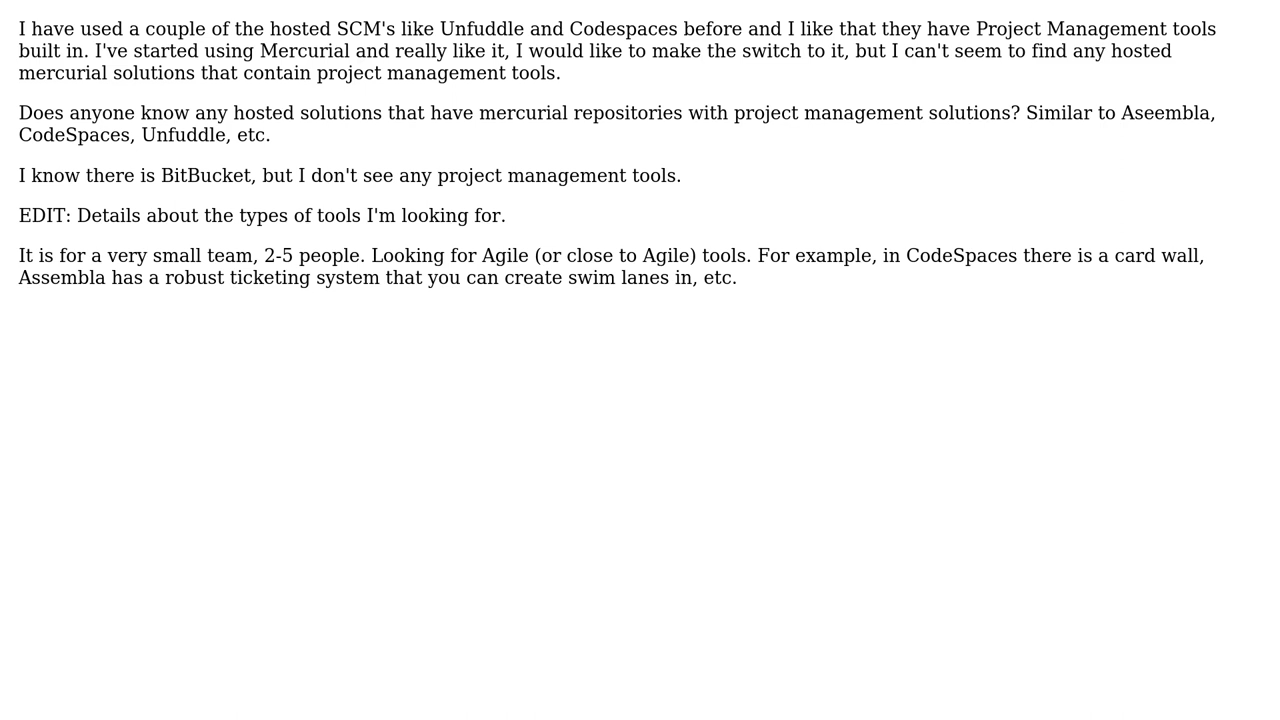 I have used a couple of the hosted SCM's like Unfuddle and Codespaces before and I like that they have Project Management tools
built in. I've started using Mercurial and really like it, I would like to make the switch to it, but I can't seem to find any hosted
mercurial solutions that contain project management tools.
Does anyone know any hosted solutions that have mercurial repositories with project management solutions? Similar to Aseembla,
CodeSpaces, Unfuddle, etc.
I know there is BitBucket, but I don't see any project management tools.
EDIT: Details about the types of tools I'm looking for.
It is for a very small team, 2-5 people. Looking for Agile (or close to Agile) tools. For example, in CodeSpaces there is a card wall,
Assembla has a robust ticketing system that you can create swim lanes in, etc.